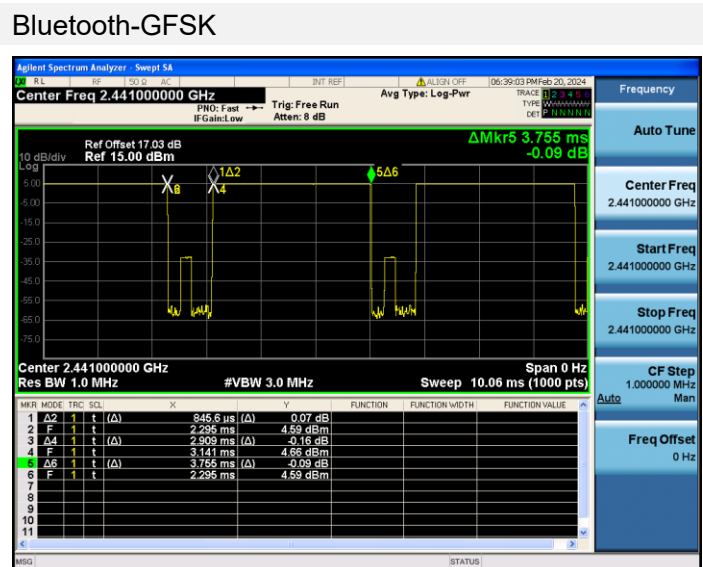 Bluetooth-GFSK
Agilent Spectrum Analyzer - Swept SA
RL RF 50 Ω AC INT REF ALIGN OFF 06:39:03 PM Feb 20, 2024
Center Freq 2.441000000 GHz
PNO: Fast
IFGain:Low
Trig: Free Run
Atten: 8 dB
Avg Type: Log-Pwr
TRACE 1 2 3 4 5 6
TYPE
DET P N N N N N
Ref Offset 17.03 dB
Ref 15.00 dBm
10 dB/div
Log
ΔMkr5 3.755 ms
-0.09 dB
5.00
-5.00
-15.0
-25.0
-35.0
-45.0
-55.0
-65.0
-75.0
1Δ2
4
5Δ6
Center 2.441000000 GHz
Span 0 Hz
Res BW 1.0 MHz
#VBW 3.0 MHz
Sweep 10.06 ms (1000 pts)
MKR MODE TRC SCL X Y FUNCTION FUNCTION WIDTH FUNCTION VALUE
1 Δ2 1 t (Δ) 845.6 µs (Δ) 0.07 dB
2 F 1 t 2.295 ms 4.59 dBm
3 Δ4 1 t (Δ) 2.909 ms (Δ) -0.16 dB
4 F 1 t 3.141 ms 4.66 dBm
5 Δ6 1 t (Δ) 3.755 ms (Δ) -0.09 dB
6 F 1 t 2.295 ms 4.59 dBm
7
8
9
10
11
MSG
STATUS
Frequency
Auto Tune
Center Freq
2.441000000 GHz
Start Freq
2.441000000 GHz
Stop Freq
2.441000000 GHz
CF Step
1.000000 MHz
Auto Man
Freq Offset
0 Hz